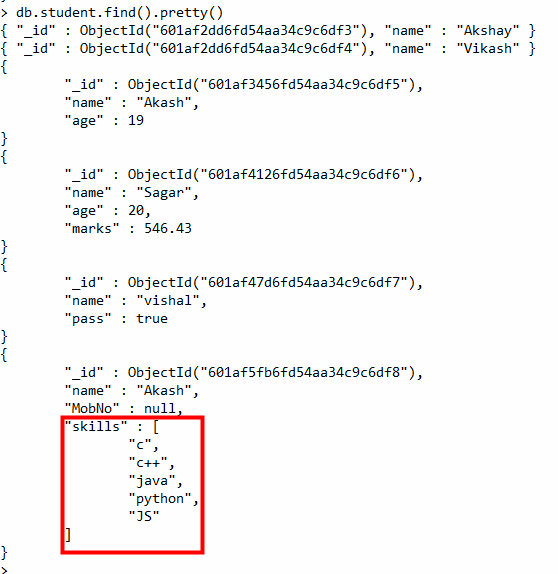 > db.student.find().pretty()
{ "_id" : ObjectId("601af2dd6fd54aa34c9c6df3"), "name" : "Akshay" }
{ "_id" : ObjectId("601af2dd6fd54aa34c9c6df4"), "name" : "Vikash" }
{
        "_id" : ObjectId("601af3456fd54aa34c9c6df5"),
        "name" : "Akash",
        "age" : 19
}
{
        "_id" : ObjectId("601af4126fd54aa34c9c6df6"),
        "name" : "Sagar",
        "age" : 20,
        "marks" : 546.43
}
{
        "_id" : ObjectId("601af47d6fd54aa34c9c6df7"),
        "name" : "vishal",
        "pass" : true
}
{
        "_id" : ObjectId("601af5fb6fd54aa34c9c6df8"),
        "name" : "Akash",
        "MobNo" : null,
        "skills" : [
                "c",
                "c++",
                "java",
                "python",
                "JS"
        ]
}
>